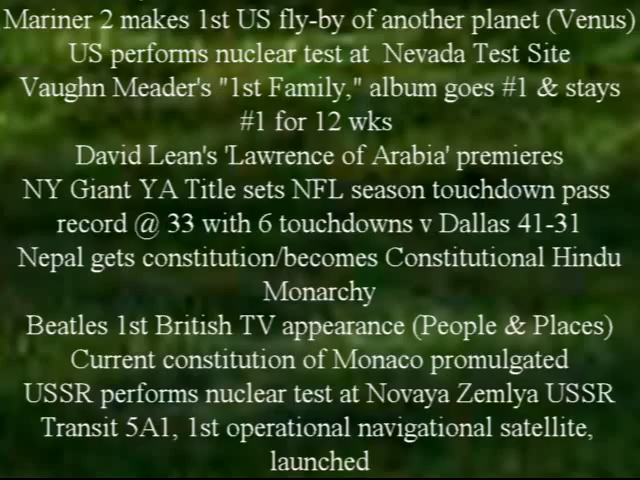 Mariner 2 makes 1st US fly-by of another planet (Venus)
US performs nuclear test at Nevada Test Site
Vaughn Meader's "1st Family," album goes #1 & stays
#1 for 12 wks
David Lean's 'Lawrence of Arabia' premieres
NY Giant YA Title sets NFL season touchdown pass
record @ 33 with 6 touchdowns v Dallas 41-31
Nepal gets constitution/becomes Constitutional Hindu
Monarchy
Beatles 1st British TV appearance (People & Places)
Current constitution of Monaco promulgated
USSR performs nuclear test at Novaya Zemlya USSR
Transit 5A1, 1st operational navigational satellite,
launched